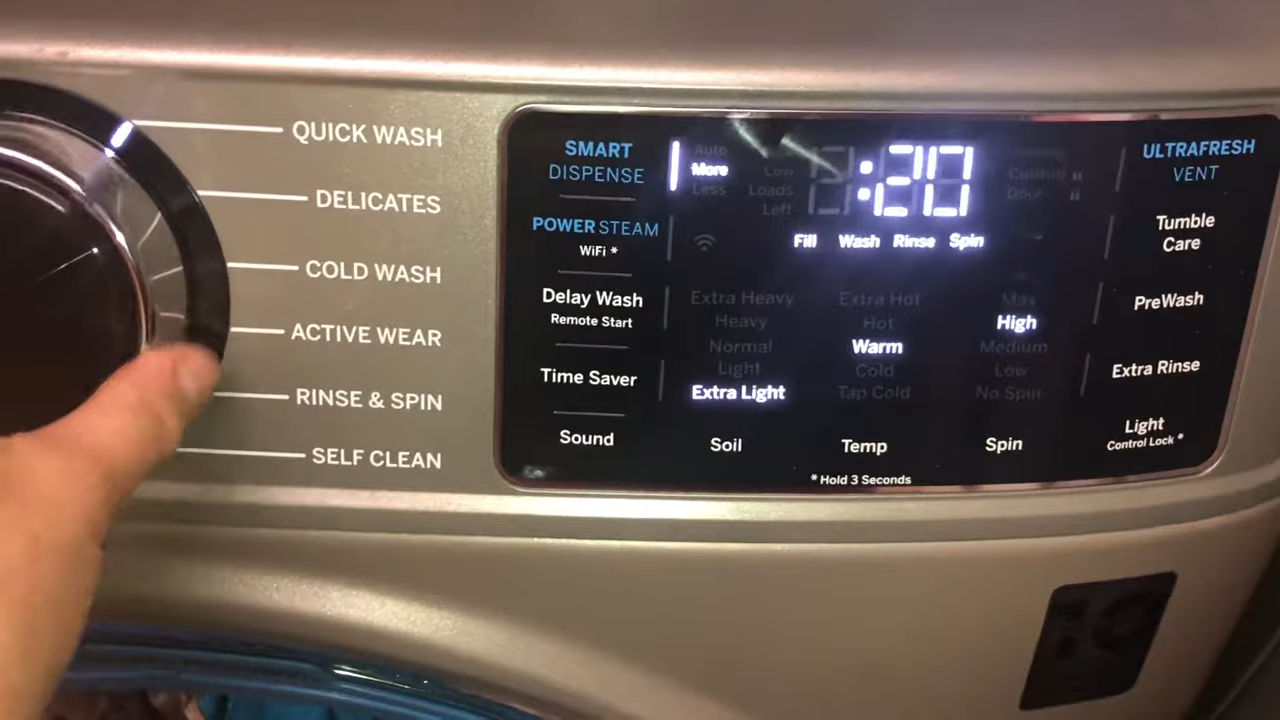 QUICK WASH
DELICATES
COLD WASH
ACTIVE WEAR
RINSE & SPIN
SELF CLEAN
SMART
DISPENSE
POWER STEAM
WiFi *
Delay Wash
Remote Start
Time Saver
Sound
Auto
More
Less
Low
Loads
Left
:20
Control
Door
Fill Wash Rinse Spin
Extra Heavy
Heavy
Normal
Light
Extra Light
Soil
Extra Hot
Hot
Warm
Cold
Tap Cold
Temp
Max
High
Medium
Low
No Spin
Spin
* Hold 3 Seconds
ULTRAFRESH
VENT
Tumble
Care
PreWash
Extra Rinse
Light
Control Lock *